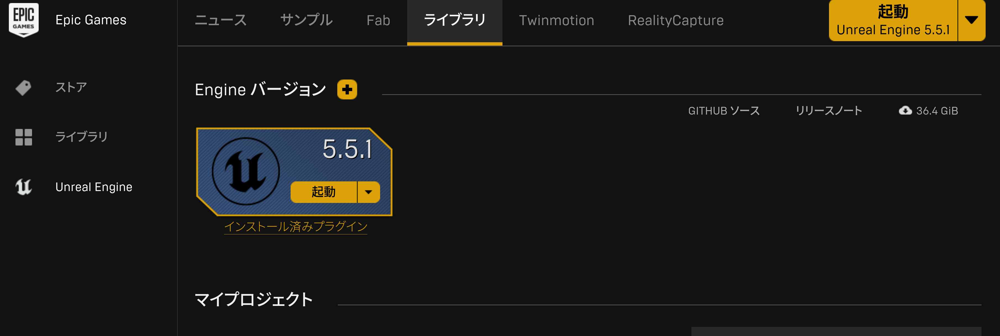 EPIC
GAMES
Epic Games
ストア
ライブラリ
Unreal Engine
ニュース
サンプル
Fab
ライブラリ
Twinmotion
RealityCapture
起動
Unreal Engine 5.5.1
Engine バージョン
GITHUB ソース
リリースノート
36.4 GiB
5.5.1
起動
インストール済みプラグイン
マイプロジェクト